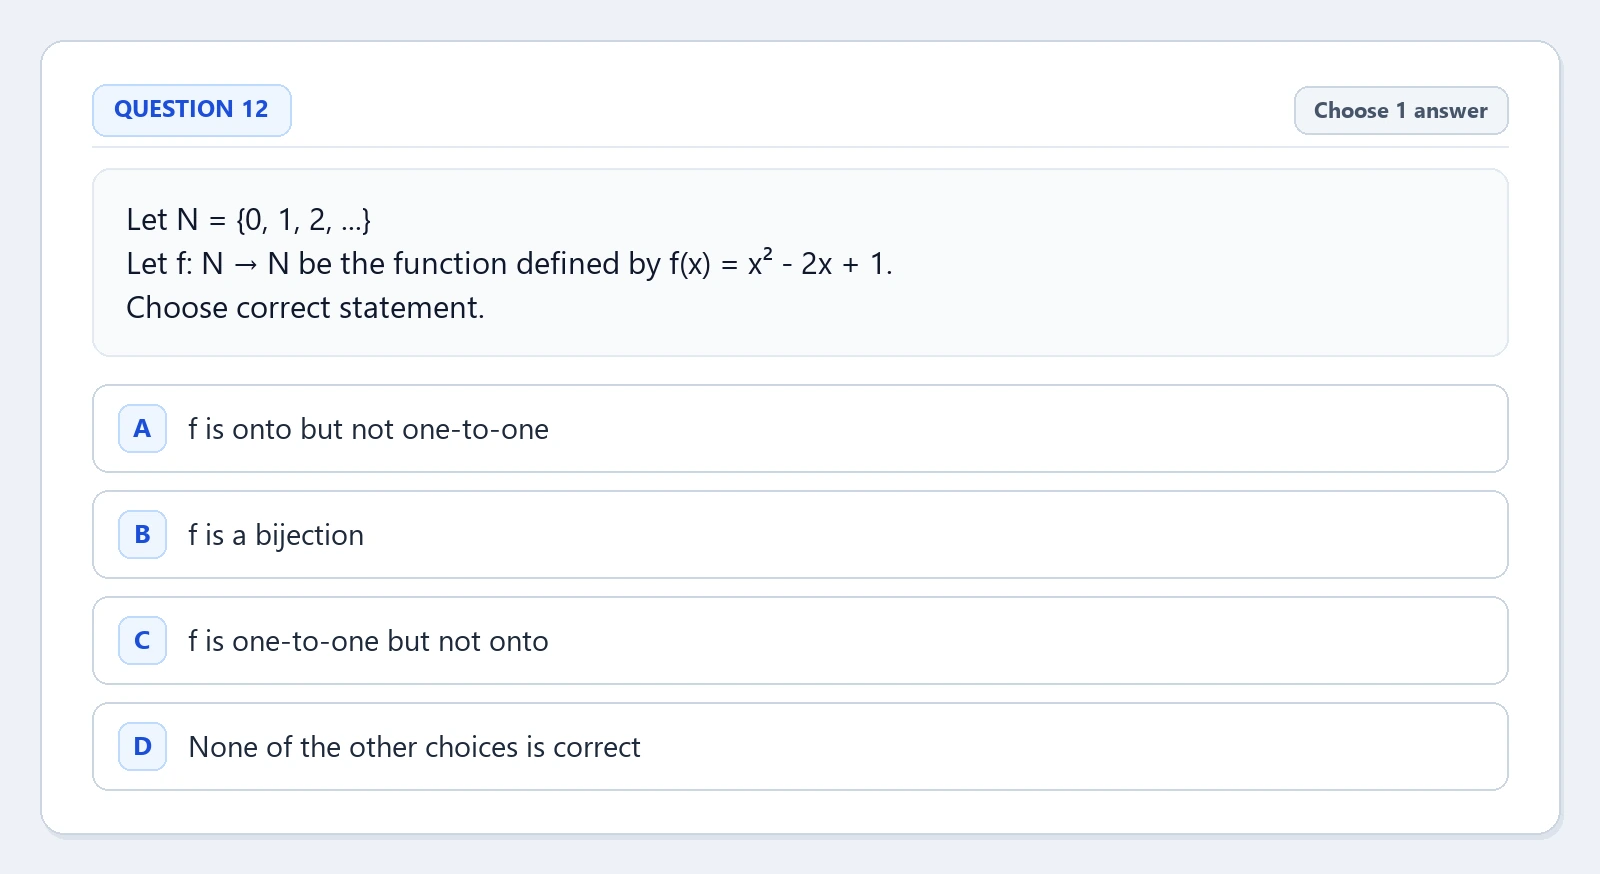 QUESTION 12
Choose 1 answer
Let N = {0, 1, 2, ...}
Let f: N → N be the function defined by f(x) = x² - 2x + 1.
Choose correct statement.
A f is onto but not one-to-one
B f is a bijection
C f is one-to-one but not onto
D None of the other choices is correct